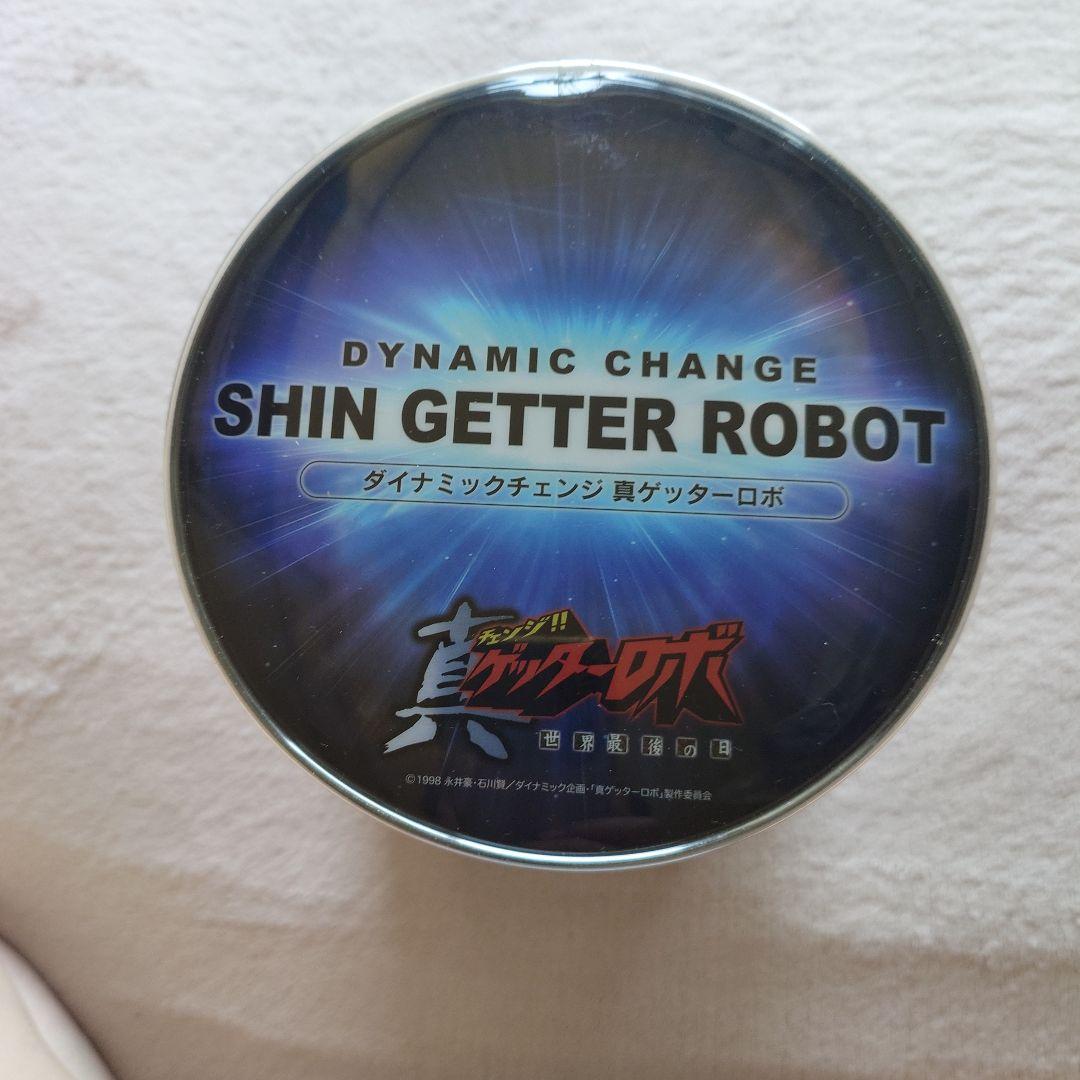 DYNAMIC CHANGE
SHIN GETTER ROBOT
ダイナミックチェンジ 真ゲッターロボ
チェンジ!!
真ゲッターロボ
世界最後の日
©1998 永井豪・石川賢／ダイナミック企画・「真ゲッターロボ」製作委員会